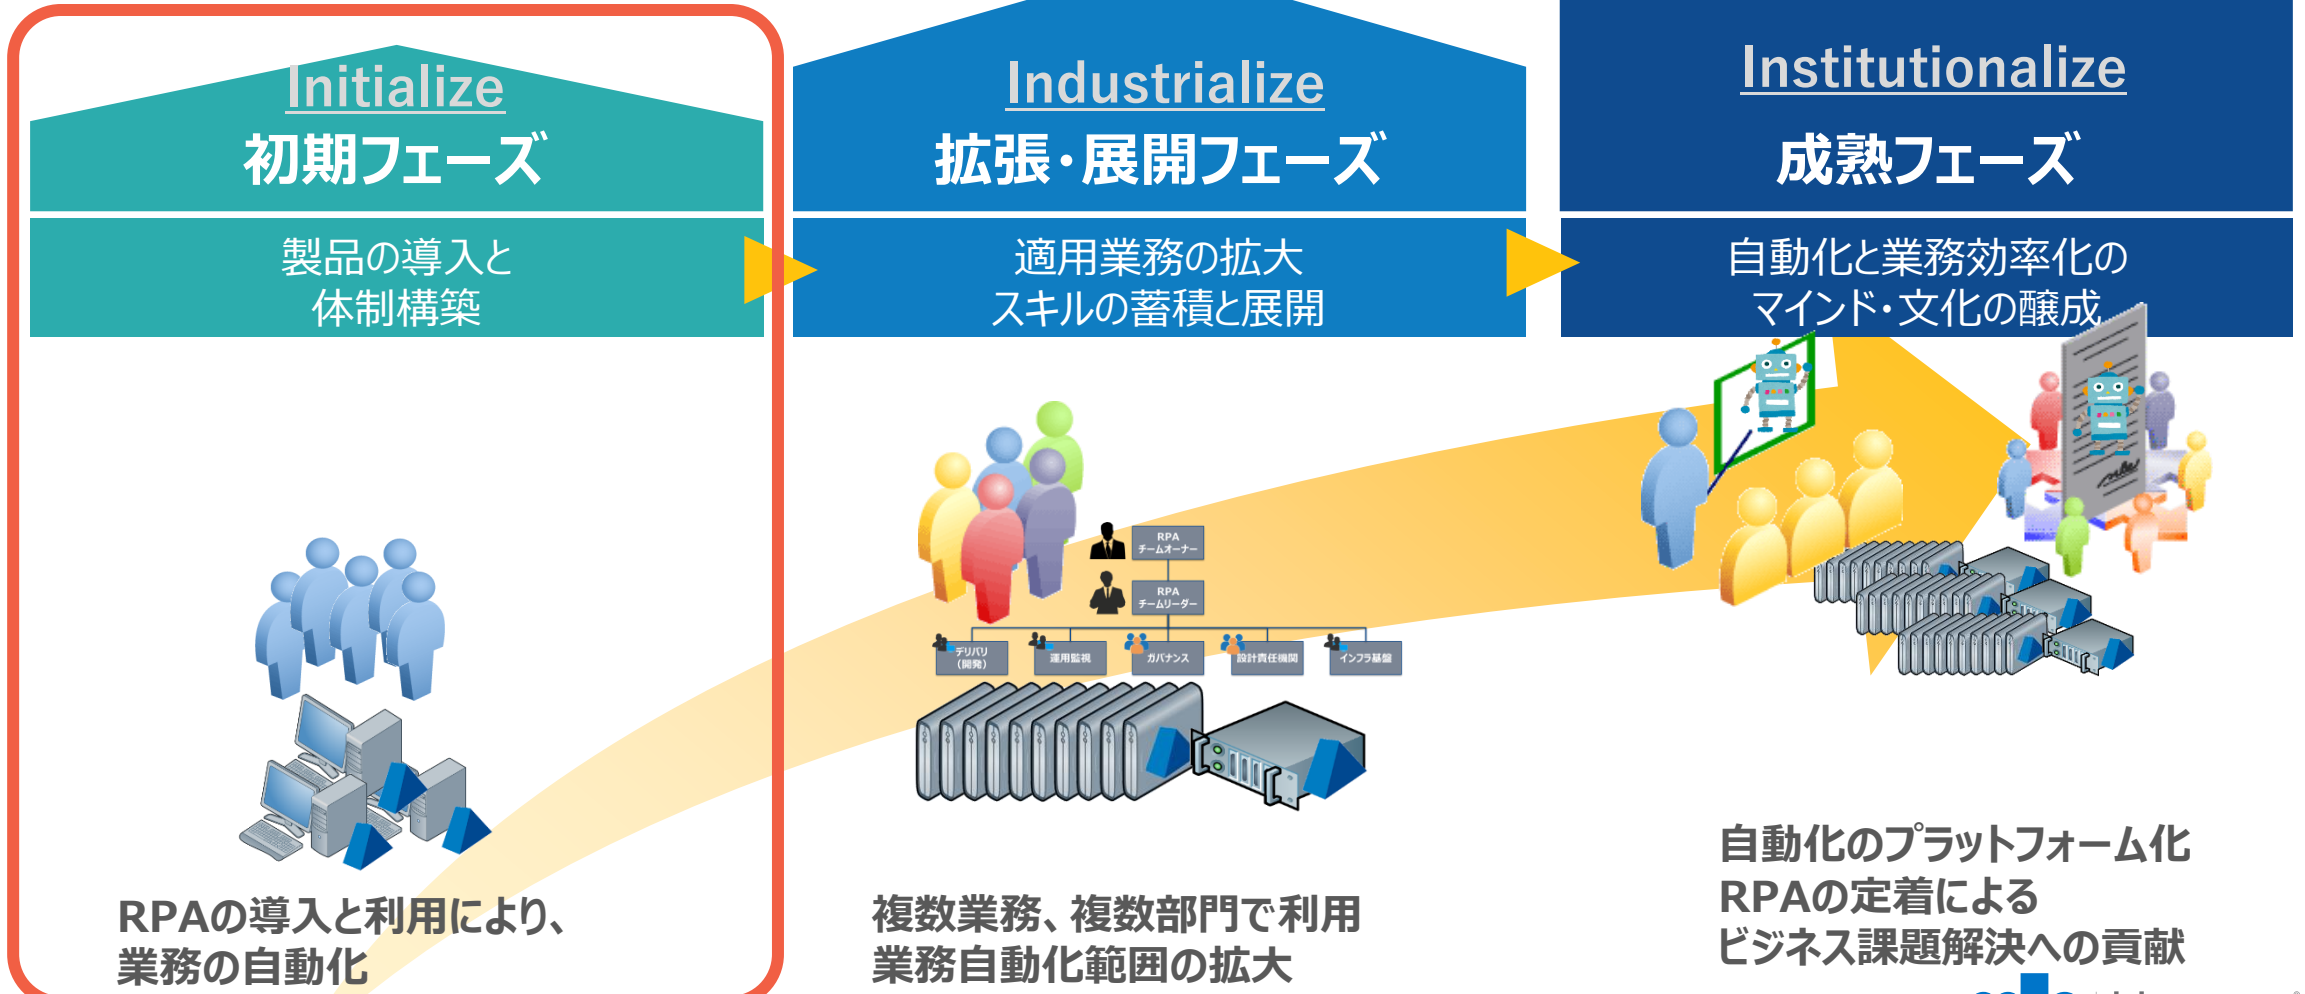 Initialize
初期フェーズ
製品の導入と
体制構築
RPAの導入と利用により、
業務の自動化
Industrialize
拡張・展開フェーズ
適用業務の拡大
スキルの蓄積と展開
RPA
チームオーナー
RPA
チームリーダー
デリバリ
（開発）
運用監視
ガバナンス
設計責任機関
インフラ基盤
複数業務、複数部門で利用
業務自動化範囲の拡大
Institutionalize
成熟フェーズ
自動化と業務効率化の
マインド・文化の醸成
自動化のプラットフォーム化
RPAの定着による
ビジネス課題解決への貢献